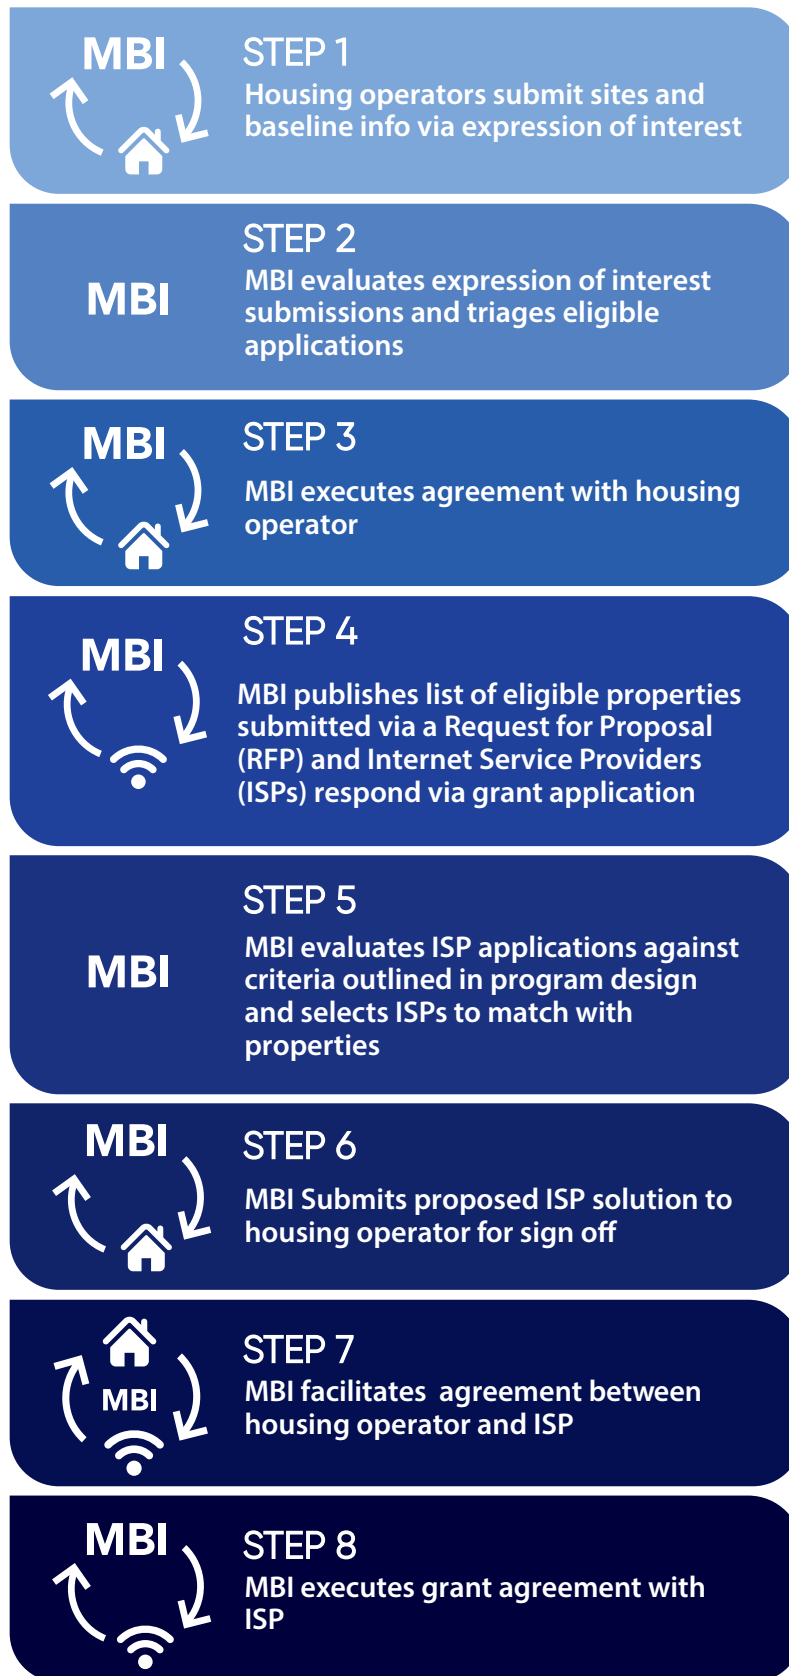 MBI
STEP 1
Housing operators submit sites and
baseline info via expression of interest
MBI
STEP 2
MBI evaluates expression of interest
submissions and triages eligible
applications
MBI
STEP 3
MBI executes agreement with housing
operator
MBI
STEP 4
MBI publishes list of eligible properties
submitted via a Request for Proposal
(RFP) and Internet Service Providers
(ISPs) respond via grant application
MBI
STEP 5
MBI evaluates ISP applications against
criteria outlined in program design
and selects ISPs to match with
properties
MBI
STEP 6
MBI Submits proposed ISP solution to
housing operator for sign off
MBI
STEP 7
MBI facilitates  agreement between
housing operator and ISP
MBI
STEP 8
MBI executes grant agreement with
ISP